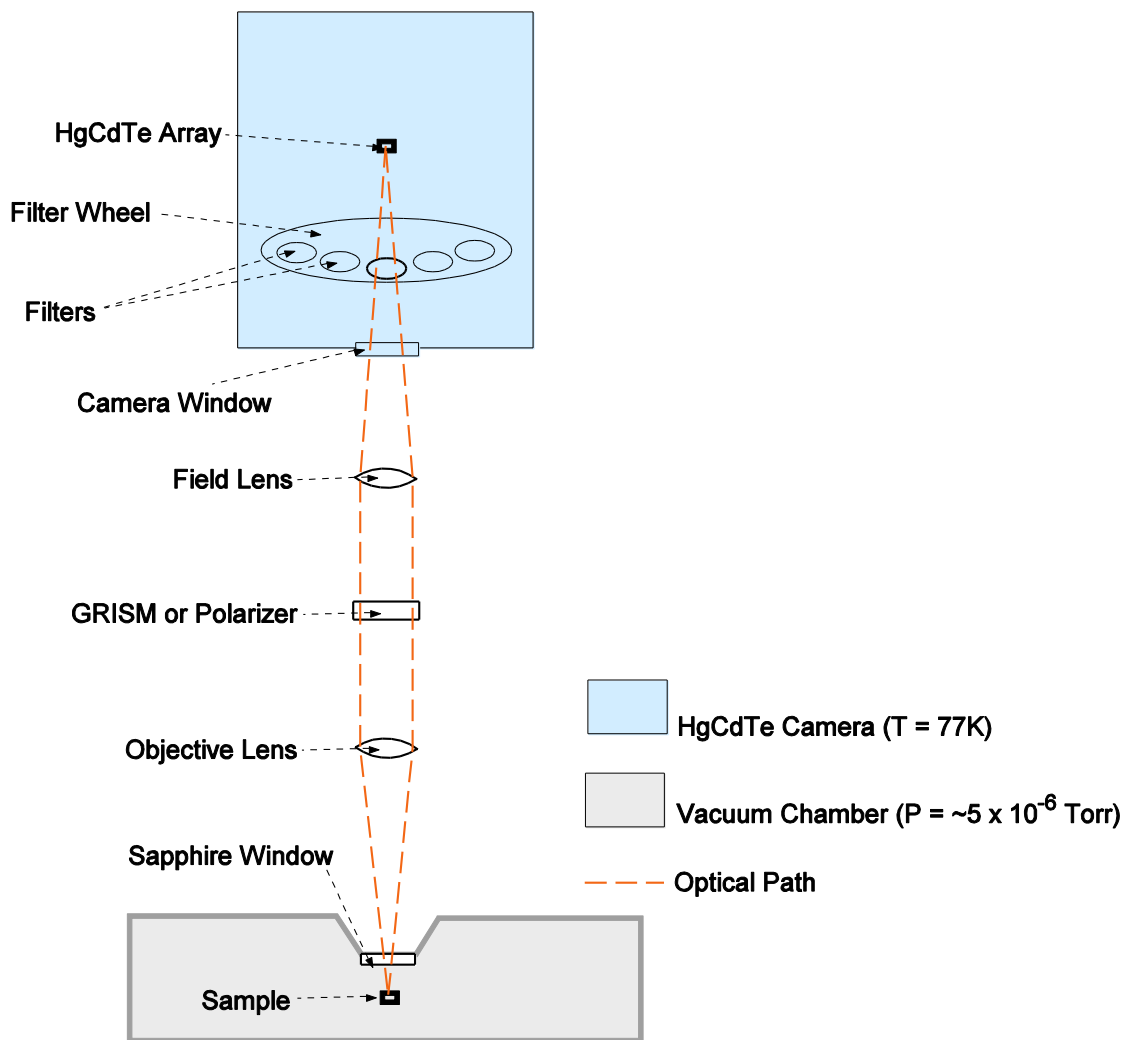 HgCdTe Array
Filter Wheel
Filters
Camera Window
Field Lens
GRISM or Polarizer
Objective Lens
Sapphire Window
Sample
HgCdTe Camera (T = 77K)
Vacuum Chamber (P = ~5 x 10⁻⁶ Torr)
Optical Path